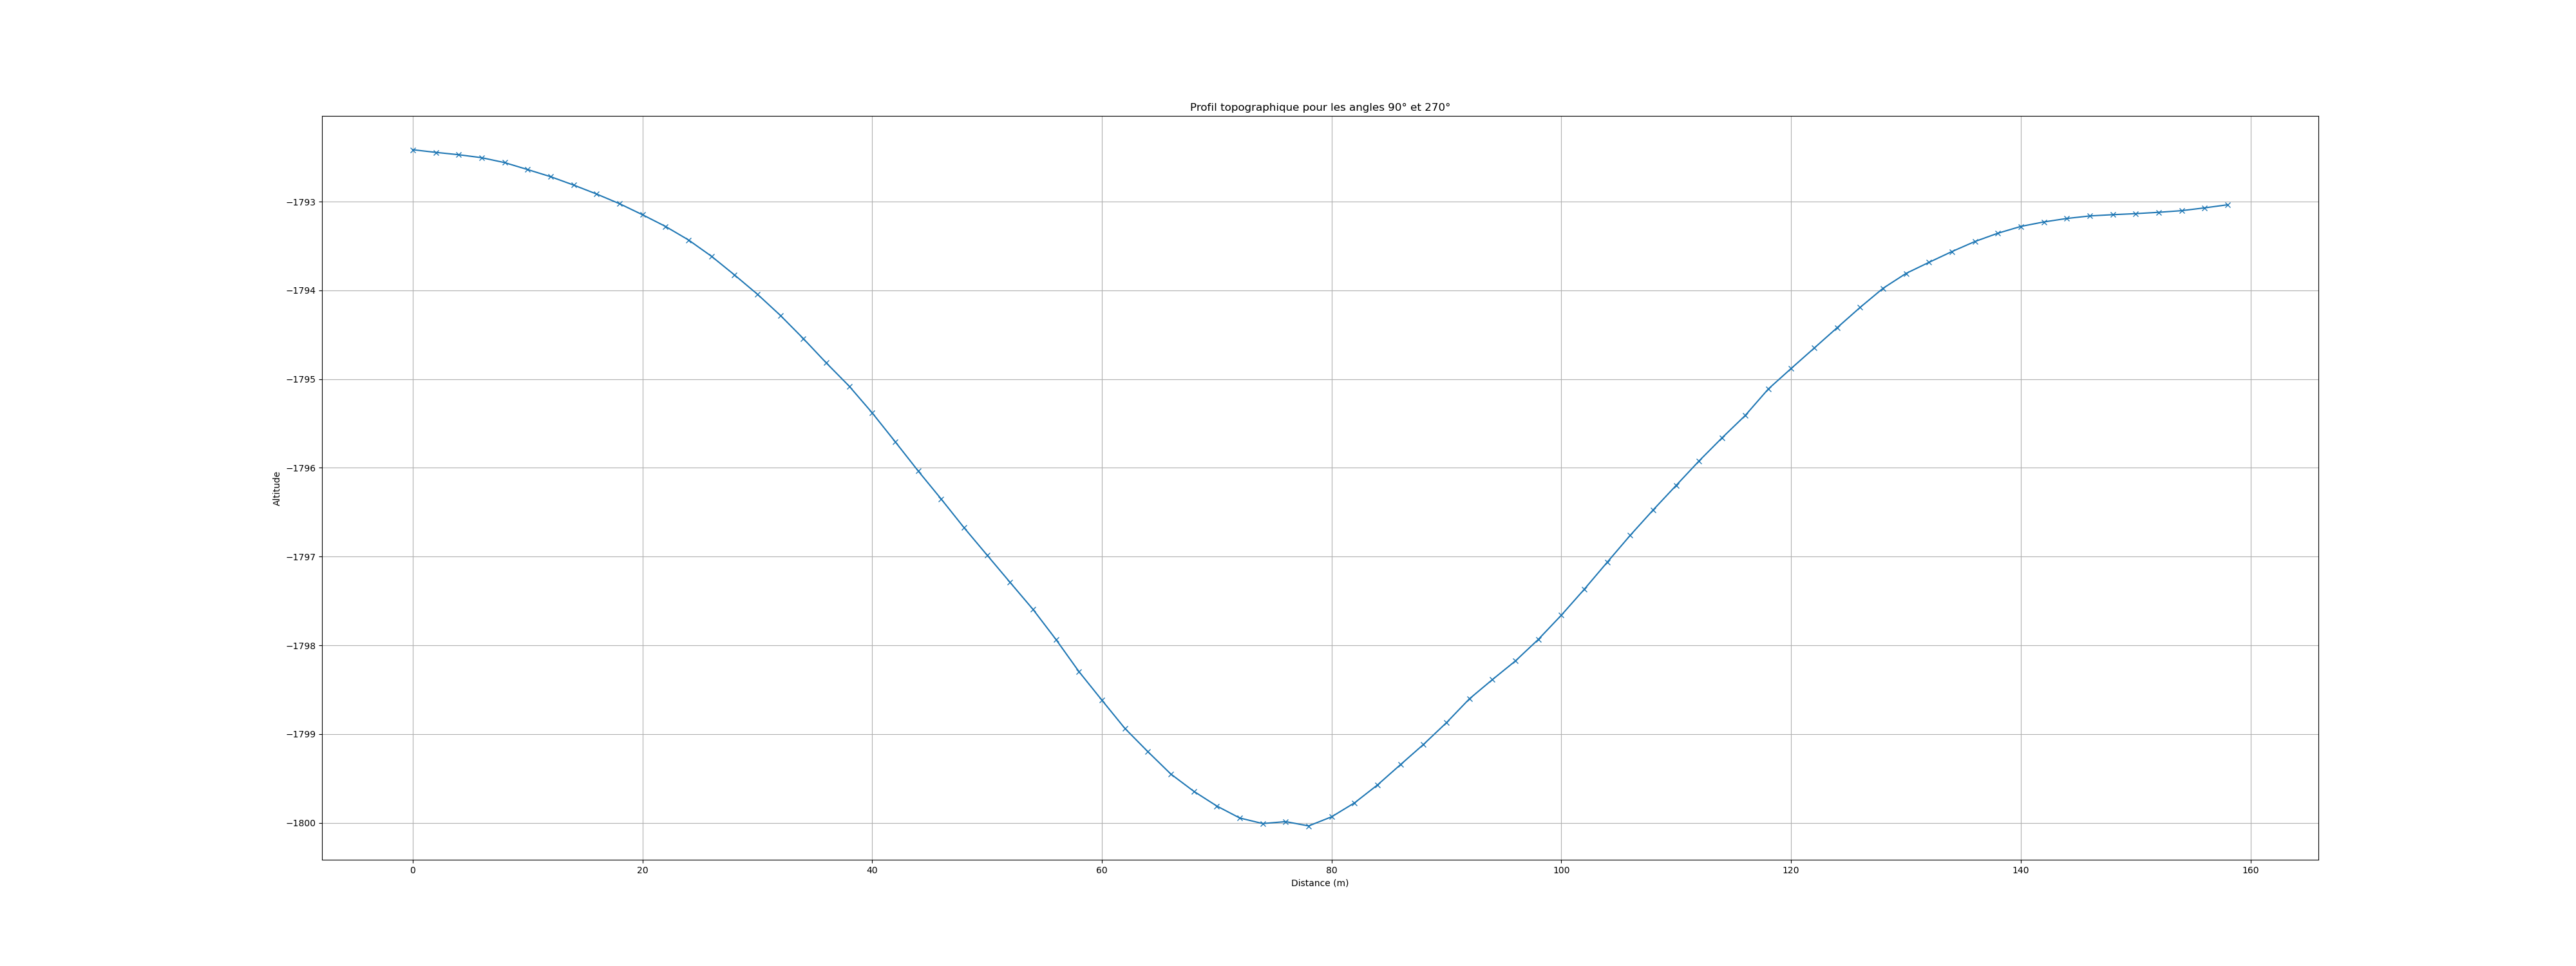 Profil topographique pour les angles 90° et 270°
Altitude
−1793
−1794
−1795
−1796
−1797
−1798
−1799
−1800
0 20 40 60 80 100 120 140 160
Distance (m)